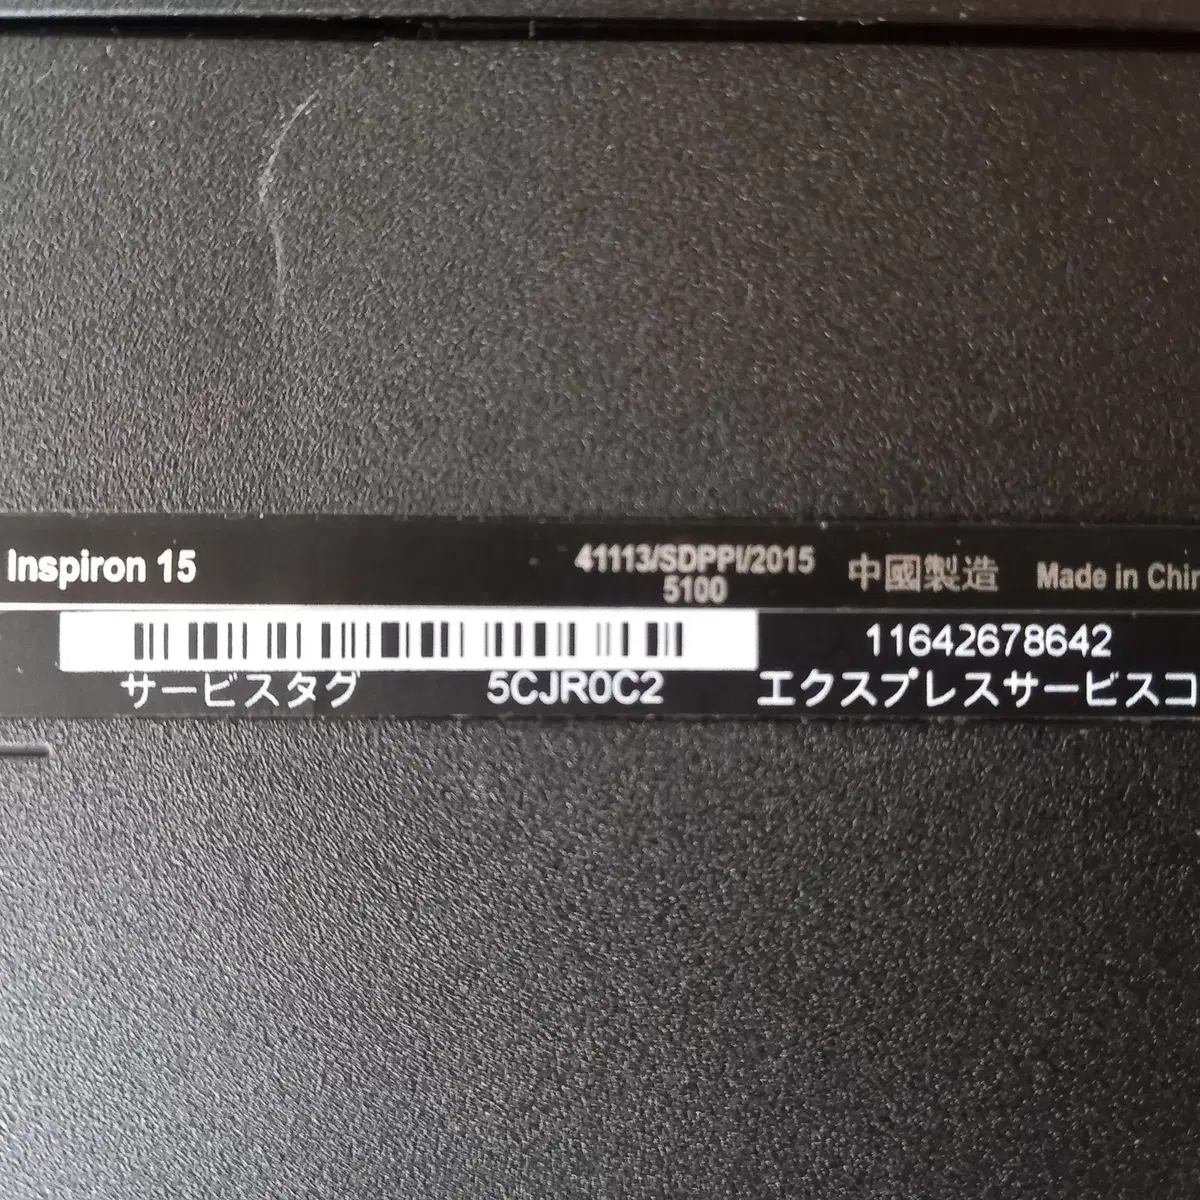 Inspiron 15
41113/SDPPI/2015
5100
中國製造
Made in Chin
11642678642
サービスタグ
5CJR0C2
エクスプレスサービスコ